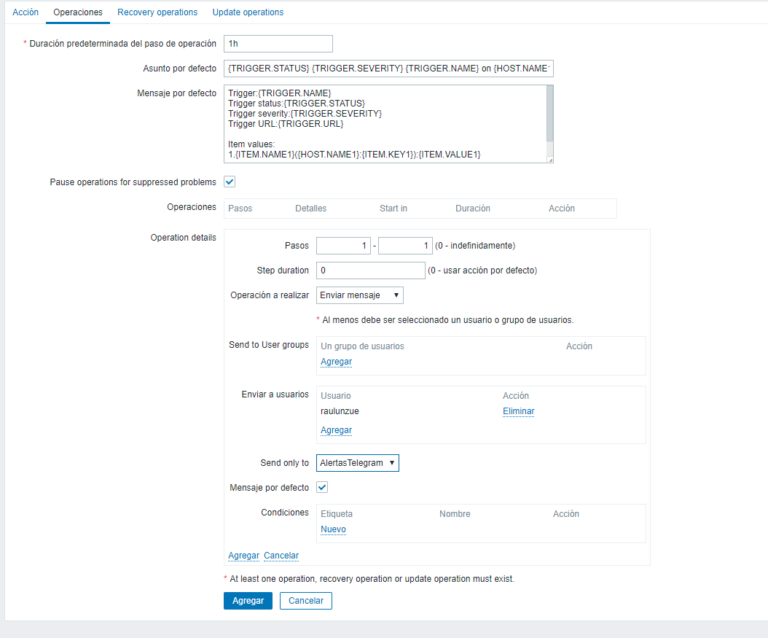 Acción Operaciones Recovery operations Update operations
* Duración predeterminada del paso de operación 1h
Asunto por defecto {TRIGGER.STATUS} {TRIGGER.SEVERITY} {TRIGGER.NAME} on {HOST.NAME
Mensaje por defecto Trigger:{TRIGGER.NAME}
Trigger status:{TRIGGER.STATUS}
Trigger severity:{TRIGGER.SEVERITY}
Trigger URL:{TRIGGER.URL}
Item values:
1.{ITEM.NAME1}({HOST.NAME1}:{ITEM.KEY1}):{ITEM.VALUE1}
Pause operations for suppressed problems
Operaciones Pasos Detalles Start in Duración Acción
Operation details
Pasos 1 - 1 (0 - indefinidamente)
Step duration 0 (0 - usar acción por defecto)
Operación a realizar Enviar mensaje
* Al menos debe ser seleccionado un usuario o grupo de usuarios.
Send to User groups Un grupo de usuarios Acción
Agregar
Enviar a usuarios Usuario Acción
raulunzue Eliminar
Agregar
Send only to AlertasTelegram
Mensaje por defecto
Condiciones Etiqueta Nombre Acción
Nuevo
Agregar Cancelar
* At least one operation, recovery operation or update operation must exist.
Agregar Cancelar